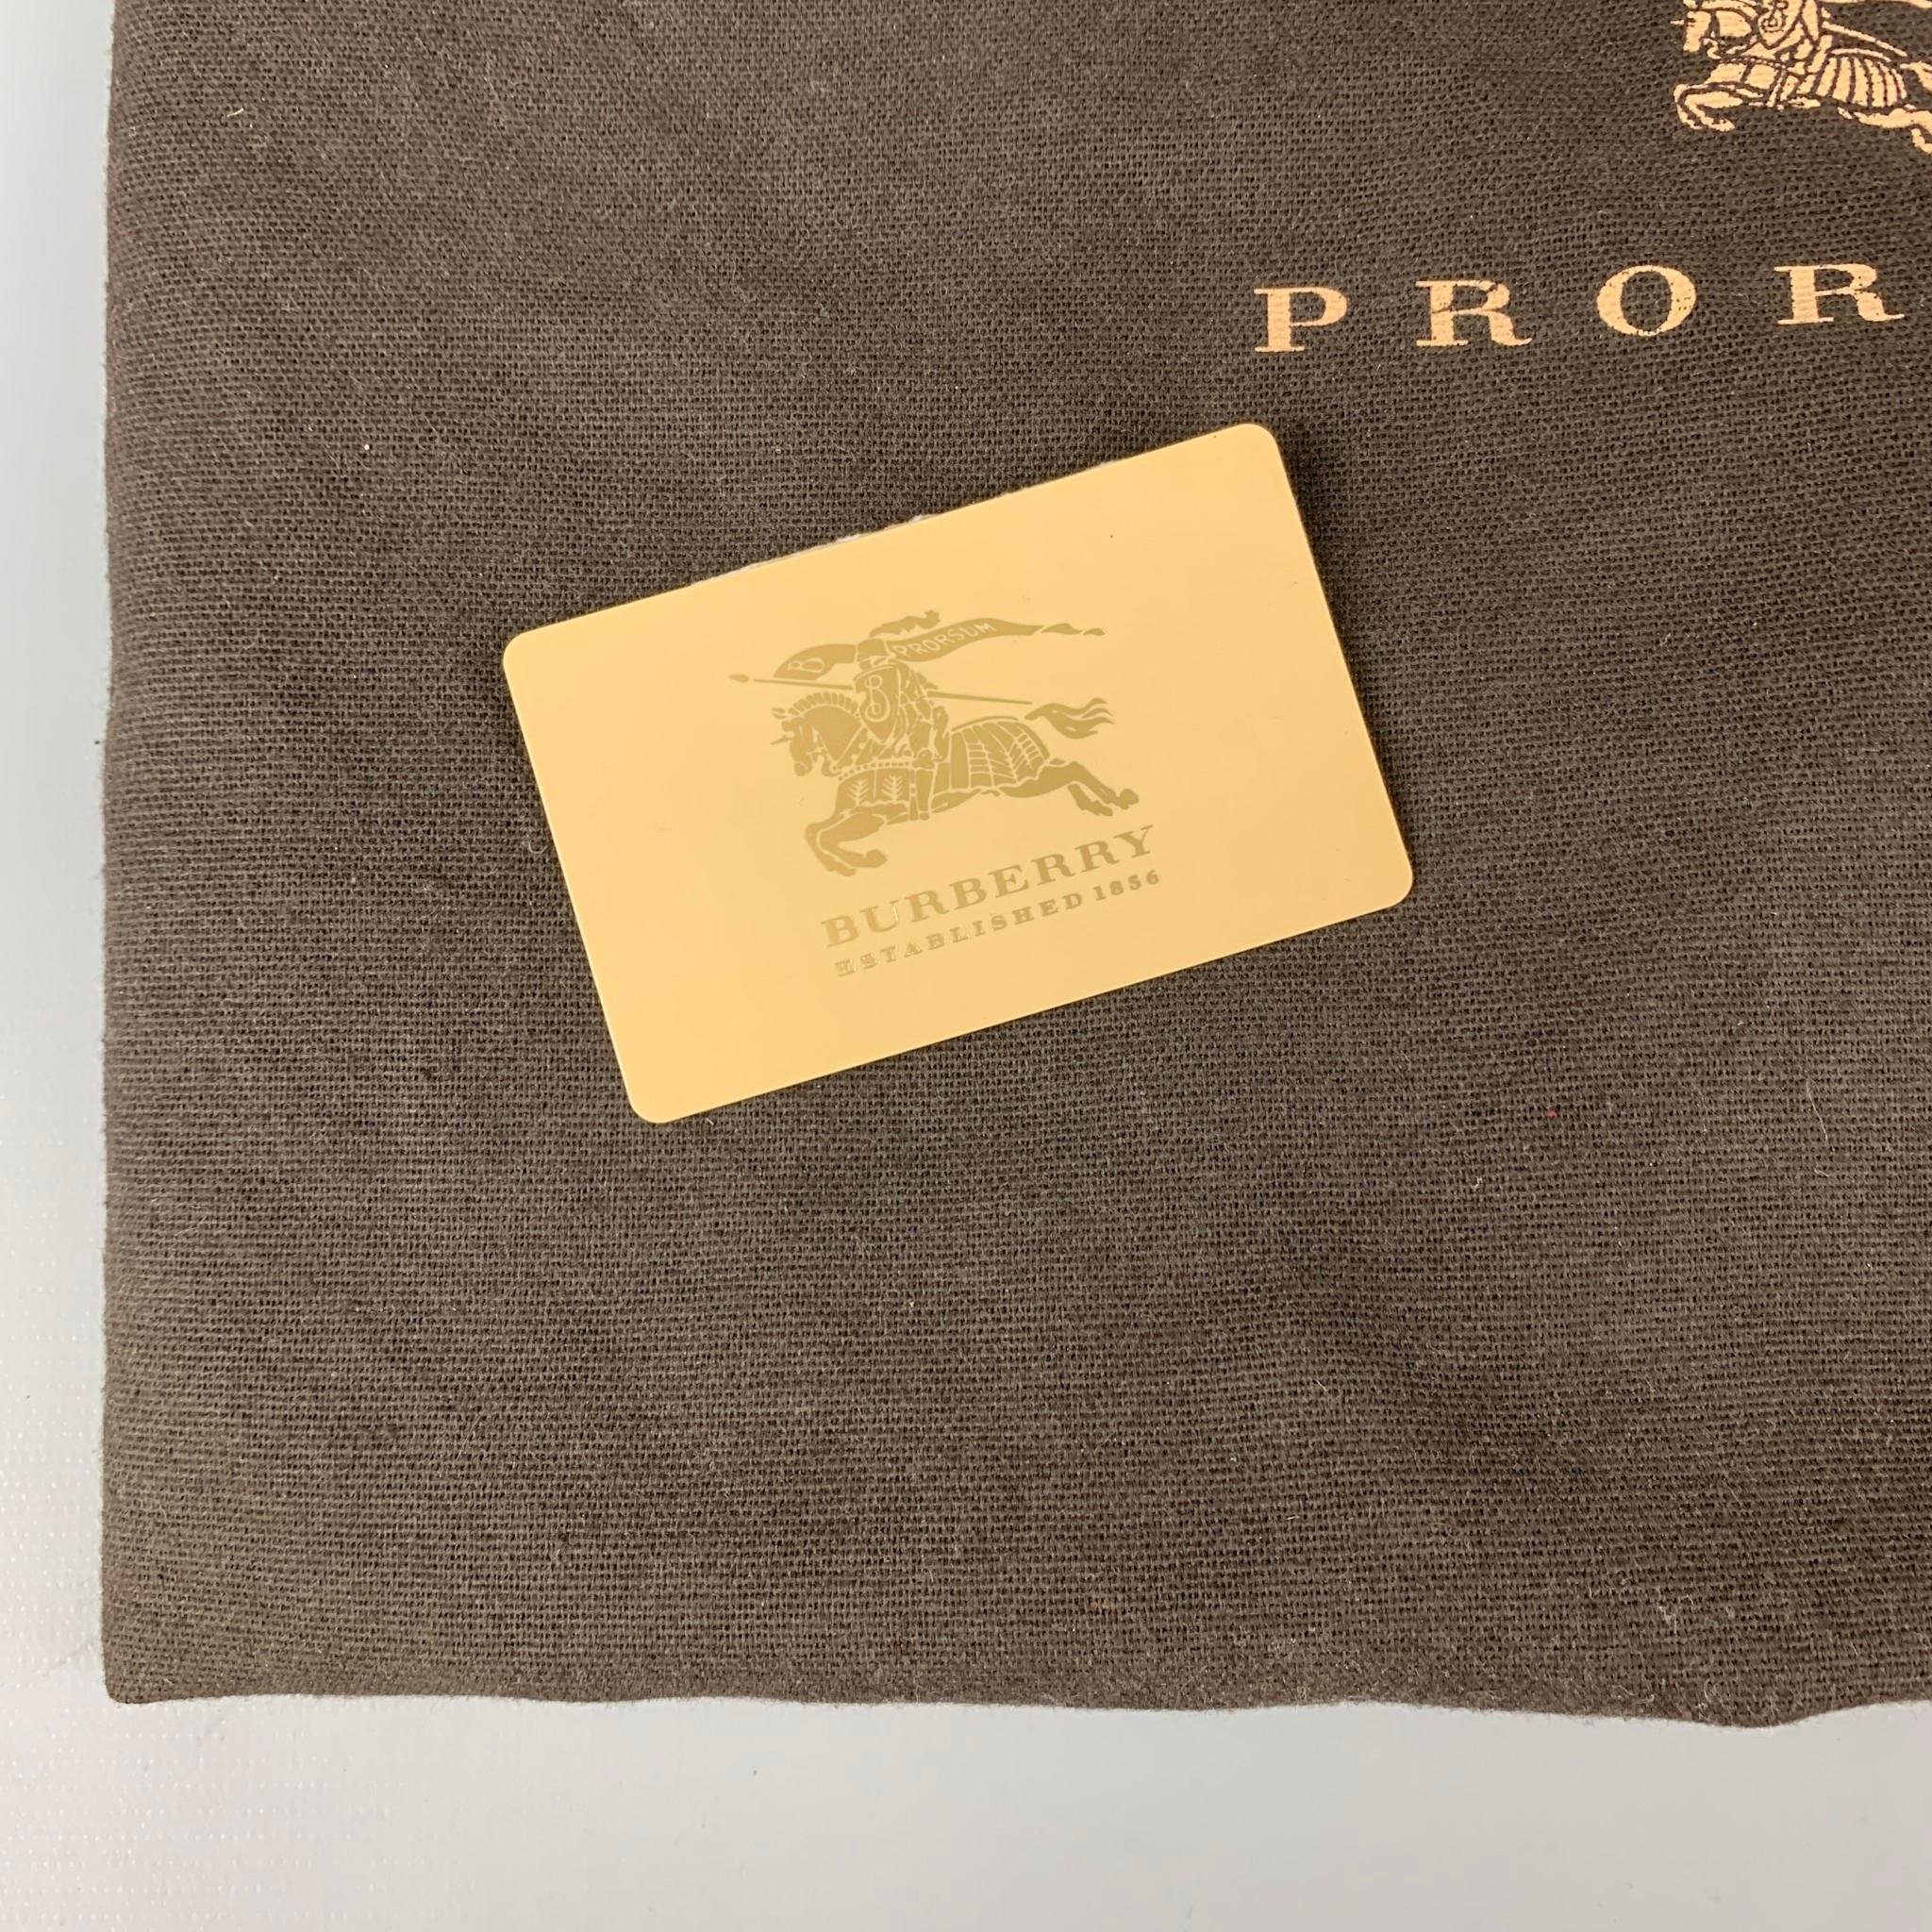 PROR
B PRORSUM
B
BURBERRY
ESTABLISHED 1856